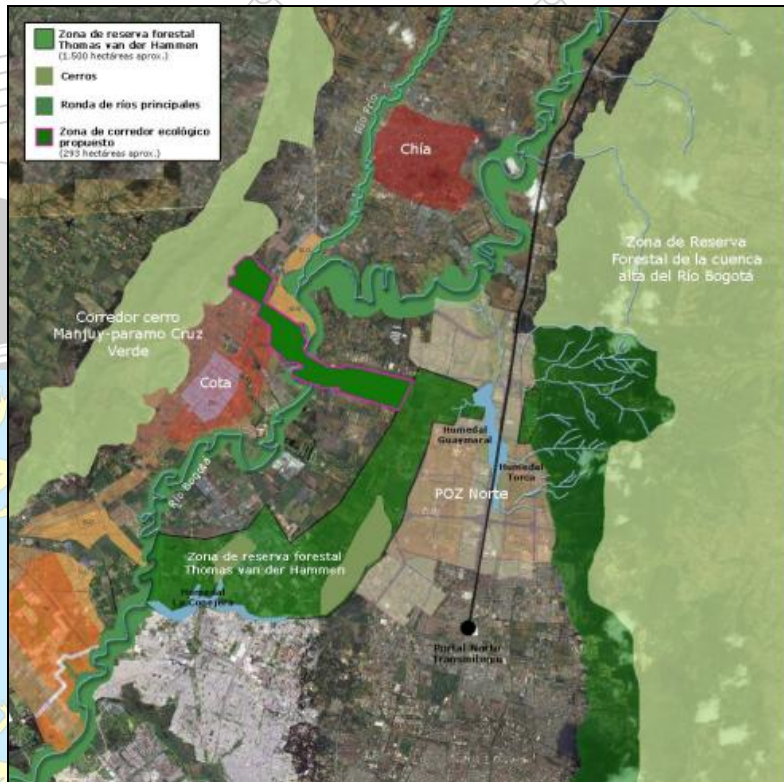 Zona de reserva forestal
Thomas van der Hammen
(1.500 hectáreas aprox.)
Cerros
Ronda de ríos principales
Zona de corredor ecológico
propuesto
(293 hectáreas aprox.)
Río Frío
Chía
Zona de Reserva
Forestal de la cuenca
alta del Río Bogotá
Corredor cerro
Manjuy-paramo Cruz
Verde
Cota
Humedal
Guaymaral
Humedal
Torca
POZ Norte
Río Bogotá
Zona de reserva forestal
Thomas van der Hammen
Humedal
La Conejera
Portal Norte
Transmilenio